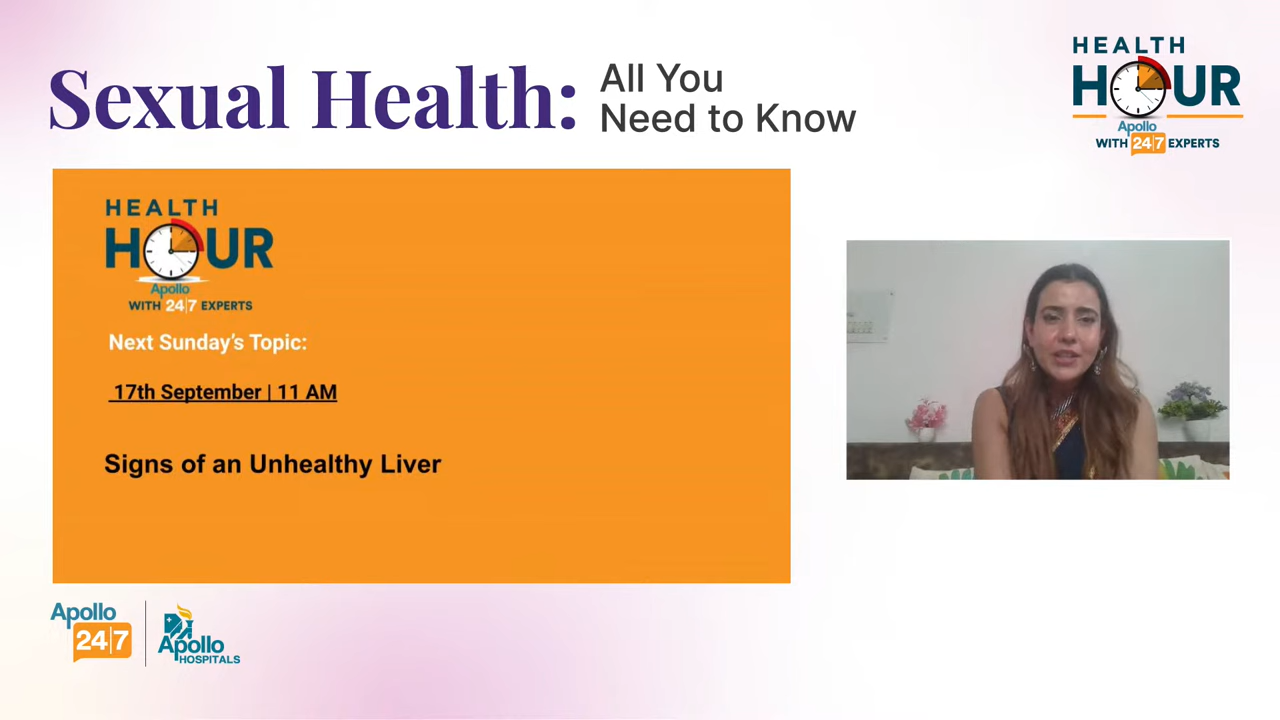 Sexual Health:
All You
Need to Know
HEALTH
HOUR
Apollo
WITH 24|7 EXPERTS
HEALTH
HOUR
Apollo
WITH 24|7 EXPERTS
Next Sunday's Topic:
17th September | 11 AM
Signs of an Unhealthy Liver
Apollo
24|7
Apollo
HOSPITALS